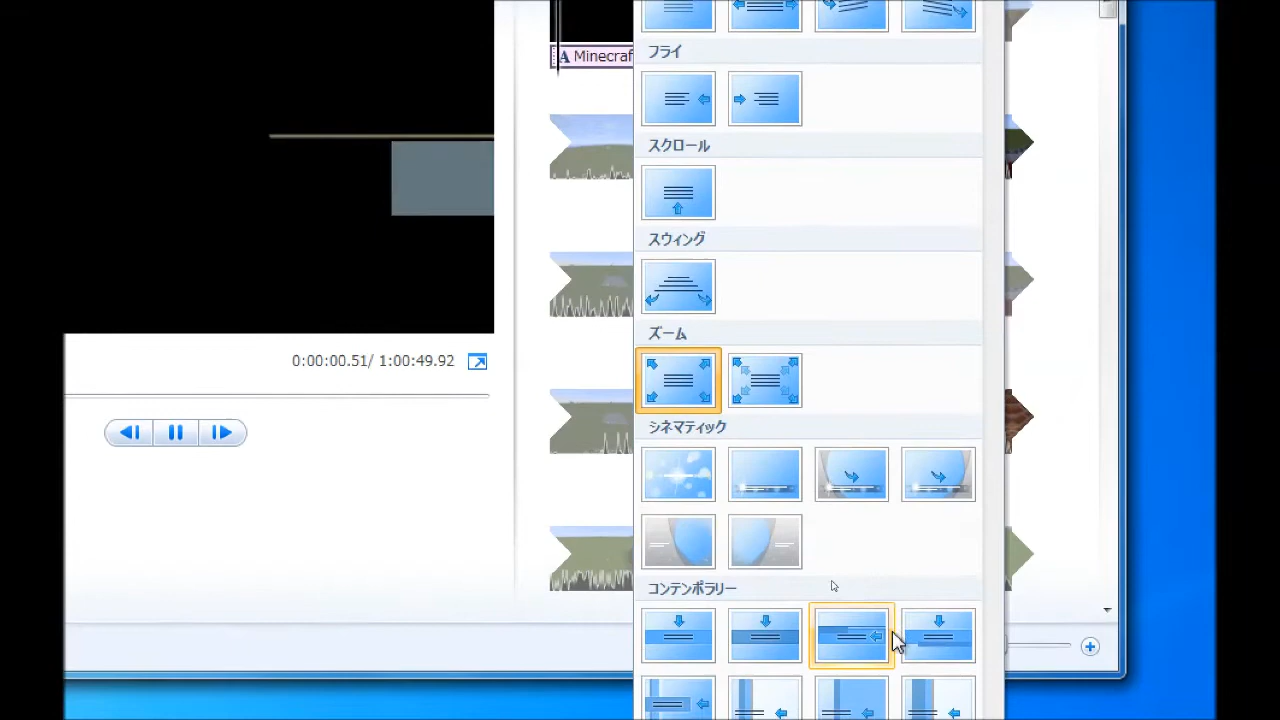 フライ
A Minecraf
スクロール
スウィング
ズーム
0:00:00.51/ 1:00:49.92
シネマティック
コンテンポラリー